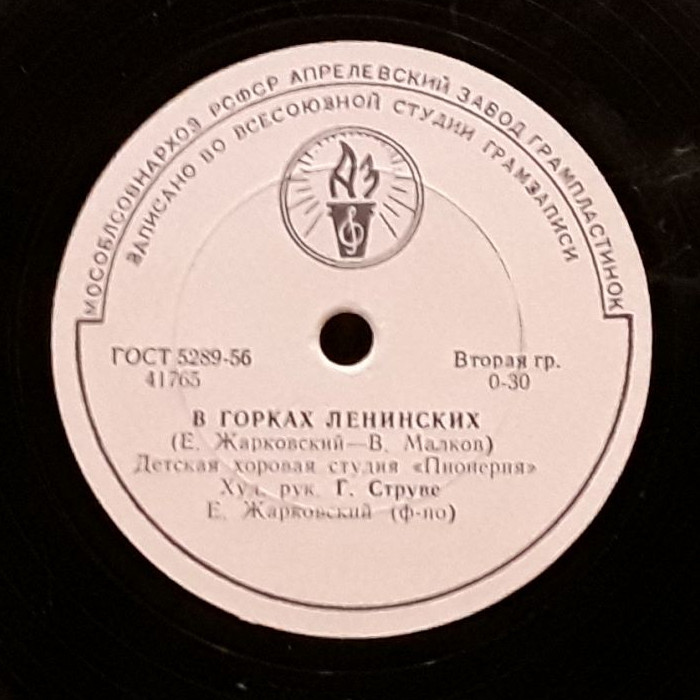 МОСОБЛСОВНАРХОЗ РСФСР АПРЕЛЕВСКИЙ ЗАВОД ГРАМПЛАСТИНОК
ЗАПИСАНО ВО ВСЕСОЮЗНОЙ СТУДИИ ГРАМЗАПИСИ
АЗ
ГОСТ 5289-56
Вторая гр.
41765
0-30
В ГОРКАХ ЛЕНИНСКИХ
(Е. Жарковский—В. Малков)
Детская хоровая студия «Пионерия»
Худ. рук. Г. Струве
Е. Жарковский (ф-но)